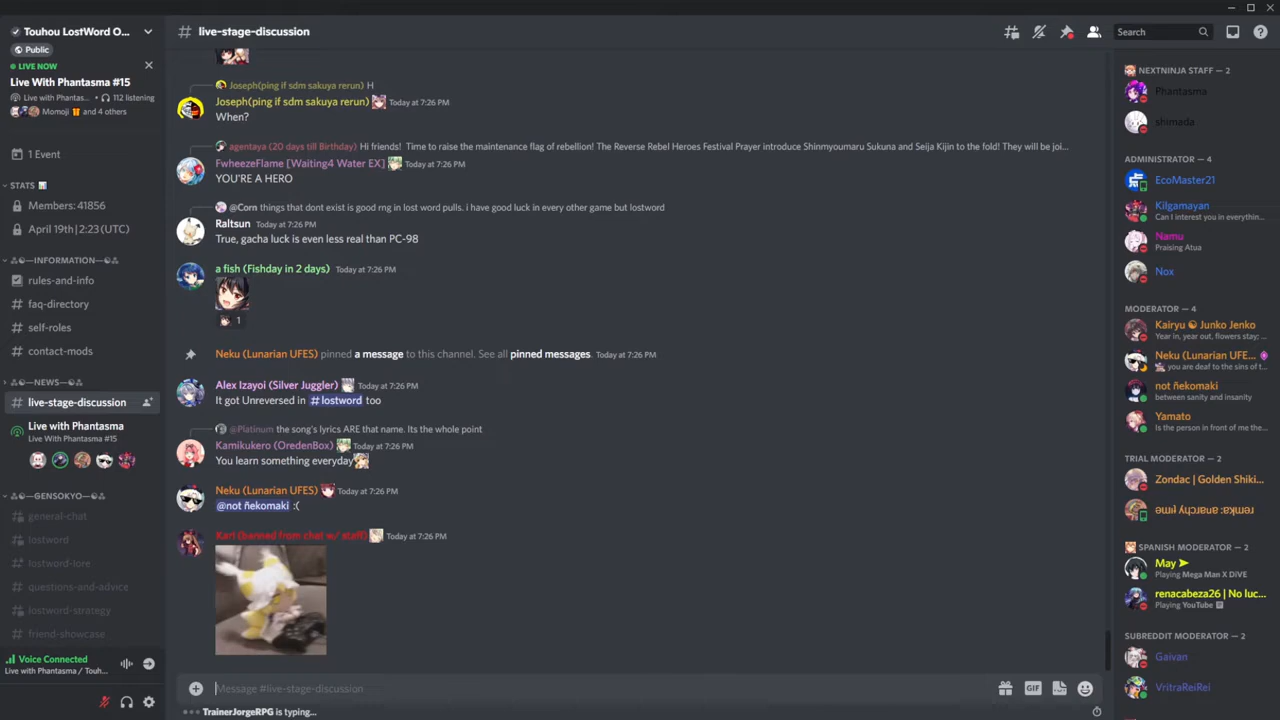 Touhou LostWord O...
Public
LIVE NOW
Live With Phantasma #15
Live with Phantas... • 112 listening
Momoji and 4 others
1 Event
STATS
Members: 41856
April 19th | 2:23 (UTC)
INFORMATION
rules-and-info
faq-directory
self-roles
contact-mods
NEWS
live-stage-discussion
Live with Phantasma
Live With Phantasma #15
GENSOKYO
general-chat
lostword
lostword-lore
questions-and-advice
lostword-strategy
friend-showcase
Voice Connected
Live with Phantasma / Touh...
live-stage-discussion
Search
Joseph(ping if sdm sakuya rerun) H
Joseph(ping if sdm sakuya rerun) Today at 7:26 PM
When?
agentaya (20 days till Birthday) Hi friends! Time to raise the maintenance flag of rebellion! The Reverse Rebel Heroes Festival Prayer introduce Shinmyoumaru Sukuna and Seija Kijin to the fold! They will be joi...
FwheezeFlame [Waiting4 Water EX] Today at 7:26 PM
YOU'RE A HERO
@Corn things that dont exist is good rng in lost word pulls. i have good luck in every other game but lostword
Raltsun Today at 7:26 PM
True, gacha luck is even less real than PC-98
a fish (Fishday in 2 days) Today at 7:26 PM
1
Neku (Lunarian UFES) pinned a message to this channel. See all pinned messages. Today at 7:26 PM
Alex Izayoi (Silver Juggler) Today at 7:26 PM
It got Unreversed in # lostword too
@Platinum the song's lyrics ARE that name. Its the whole point
Kamikukero (OredenBox) Today at 7:26 PM
You learn something everyday
Neku (Lunarian UFES) Today at 7:26 PM
@not ñekomaki :(
Karl (banned from chat w/ staff) Today at 7:26 PM
Message #live-stage-discussion
GIF
TrainerJorgeRPG is typing...
NEXTNINJA STAFF — 2
Phantasma
shimada
ADMINISTRATOR — 4
EcoMaster21
Kilgamayan
Can I interest you in everythin...
Namu
Praising Atua
Nox
MODERATOR — 4
Kairyu ☯ Junko Jenko
Year in, year out, flowers stay; ...
Neku (Lunarian UFE...
you are deaf to the sins of t...
not ñekomaki
between sanity and insanity
Yamato
Is the person in front of me the...
TRIAL MODERATOR — 2
Zondac | Golden Shiki...
SPANISH MODERATOR — 2
May ➤
Playing Mega Man X DiVE
renacabeza26 | No luc...
Playing YouTube
SUBREDDIT MODERATOR — 2
Gaivan
VritraReiRei